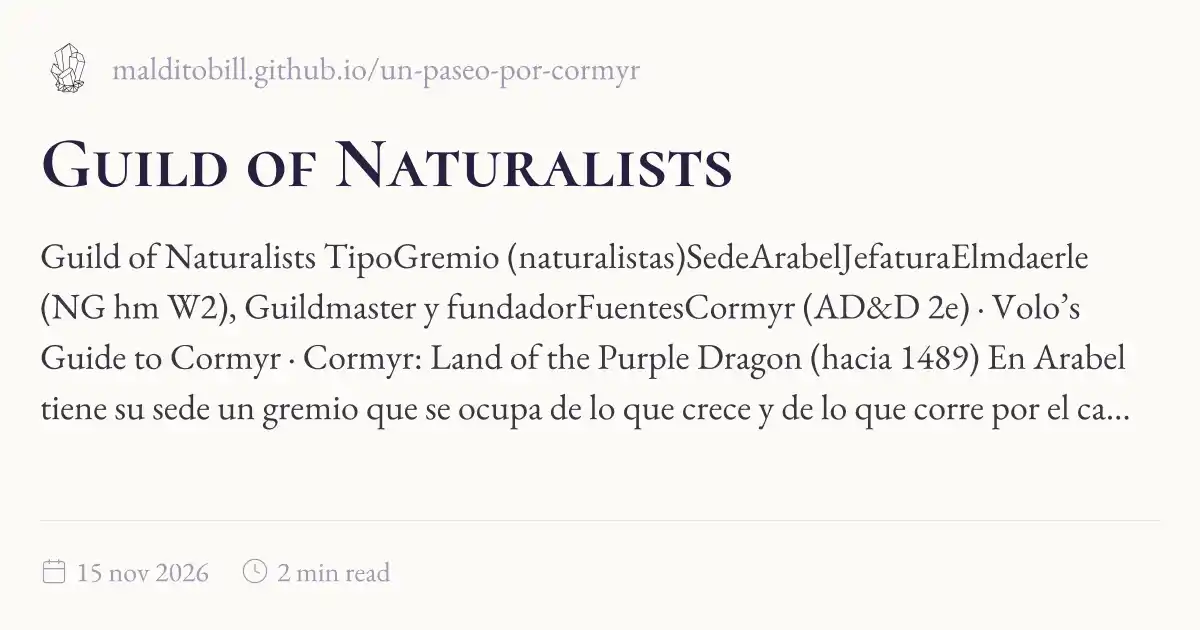 malditobill.github.io/un-paseo-por-cormyr
Guild of Naturalists
Guild of Naturalists TipoGremio (naturalistas)SedeArabelJefaturaElmdaerle
(NG hm W2), Guildmaster y fundadorFuentesCormyr (AD&D 2e) · Volo’s
Guide to Cormyr · Cormyr: Land of the Purple Dragon (hacia 1489) En Arabel
tiene su sede un gremio que se ocupa de lo que crece y de lo que corre por el ca...
15 nov 2026 2 min read